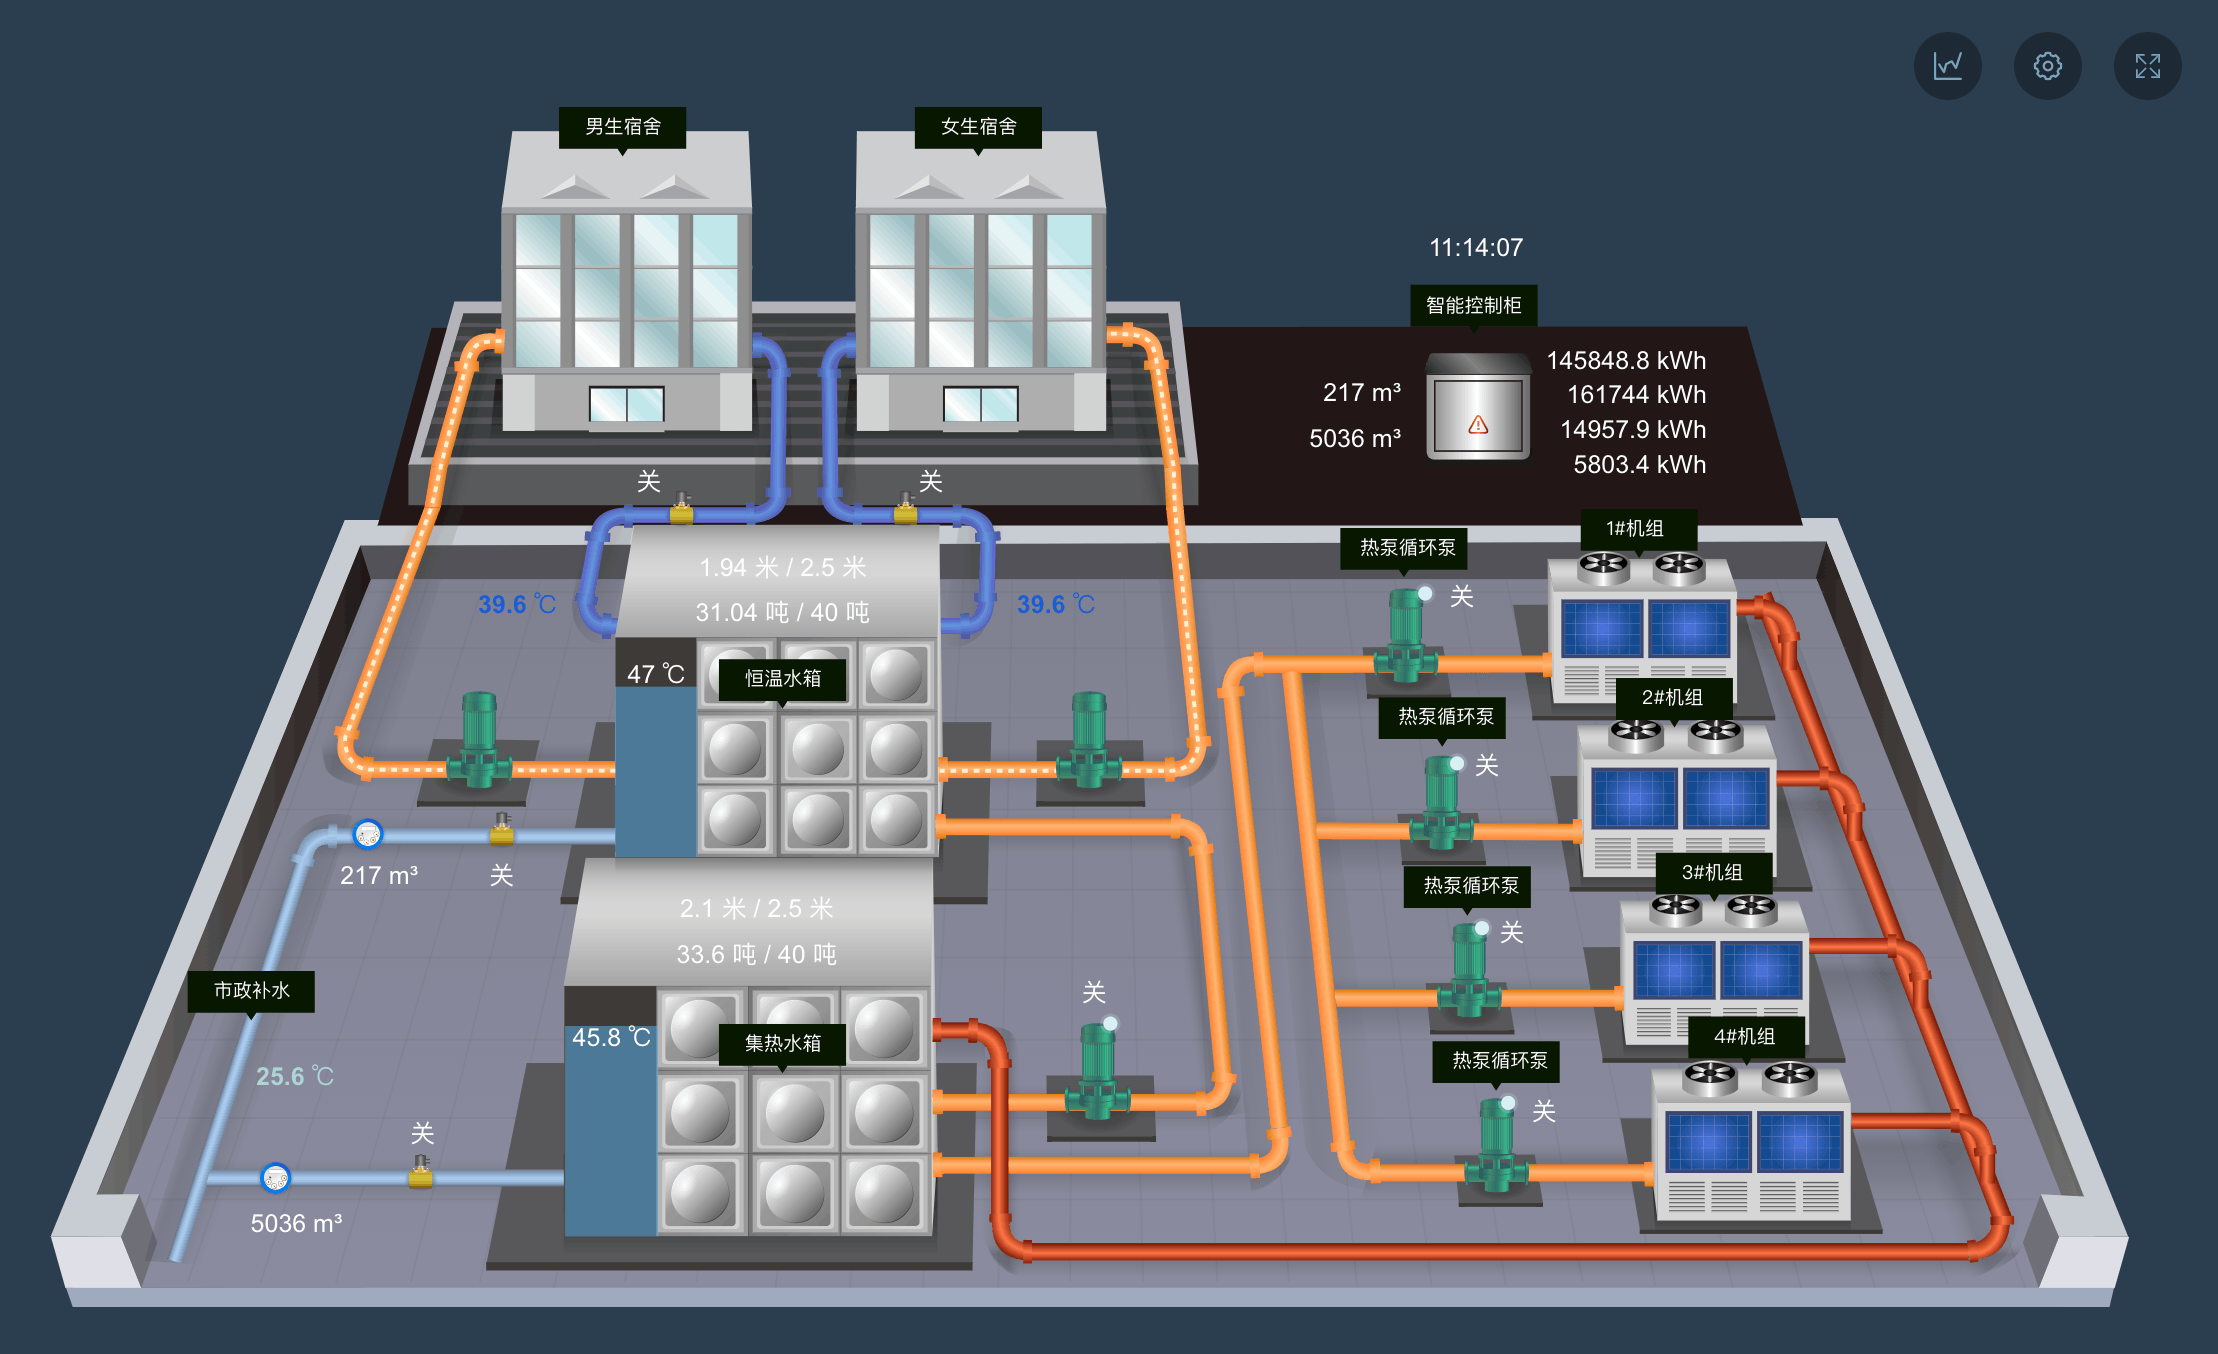 男生宿舍
女生宿舍
11:14:07
智能控制柜
217 m³
5036 m³
145848.8 kWh
161744 kWh
14957.9 kWh
5803.4 kWh
关
关
1.94 米 / 2.5 米
31.04 吨 / 40 吨
39.6 ℃
39.6 ℃
47 ℃
恒温水箱
热泵循环泵
关
1#机组
热泵循环泵
关
2#机组
217 m³
关
2.1 米 / 2.5 米
33.6 吨 / 40 吨
热泵循环泵
关
3#机组
市政补水
25.6 ℃
45.8 ℃
集热水箱
关
热泵循环泵
关
4#机组
关
5036 m³